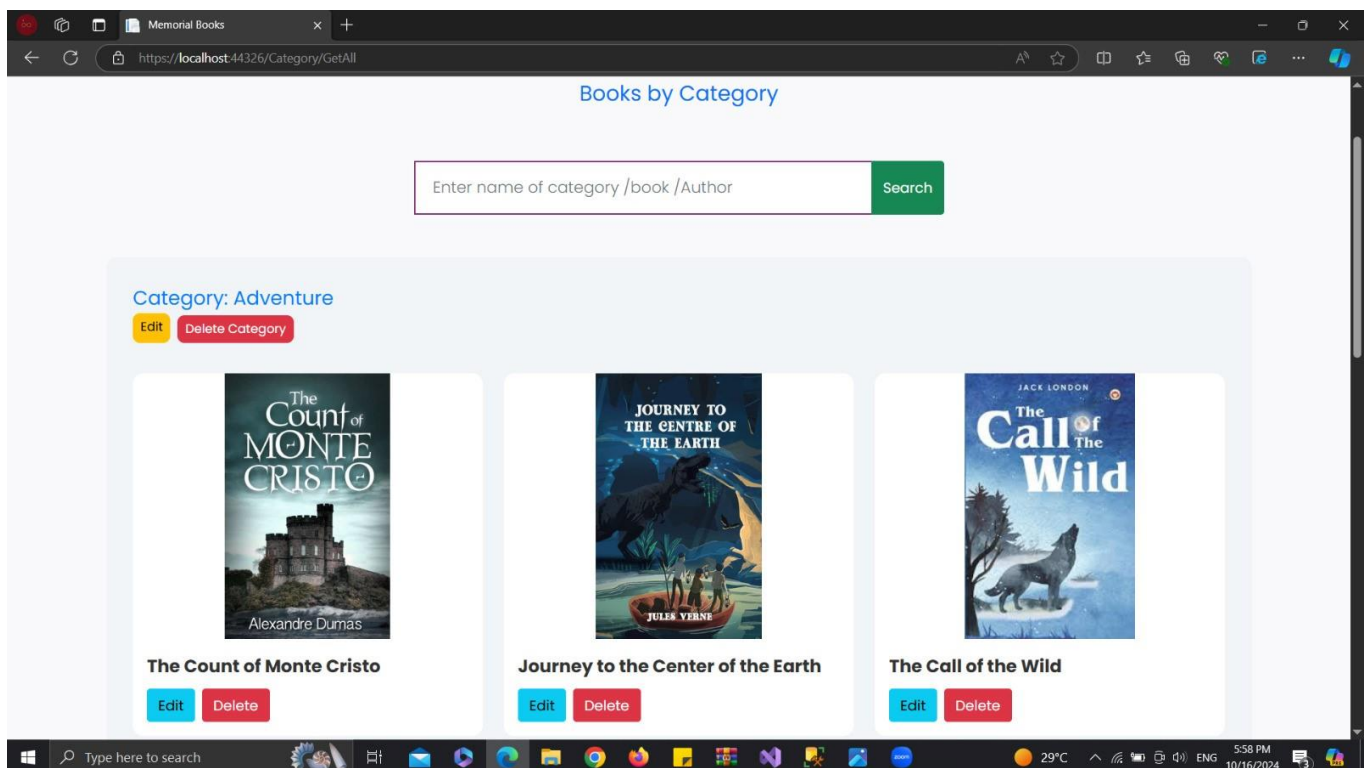 Memorial Books
https://localhost:44326/Category/GetAll
Books by Category
Enter name of category /book /Author
Search
Category: Adventure
Edit
Delete Category
The
Count of
MONTE
CRISTO
Alexandre Dumas
JOURNEY TO
THE CENTRE OF
THE EARTH
JULES VERNE
JACK LONDON
The
Call of
The
Wild
The Count of Monte Cristo
Journey to the Center of the Earth
The Call of the Wild
Edit Delete
Edit Delete
Edit Delete
Type here to search
zoom
29°C
ENG
5:58 PM
10/16/2024
3